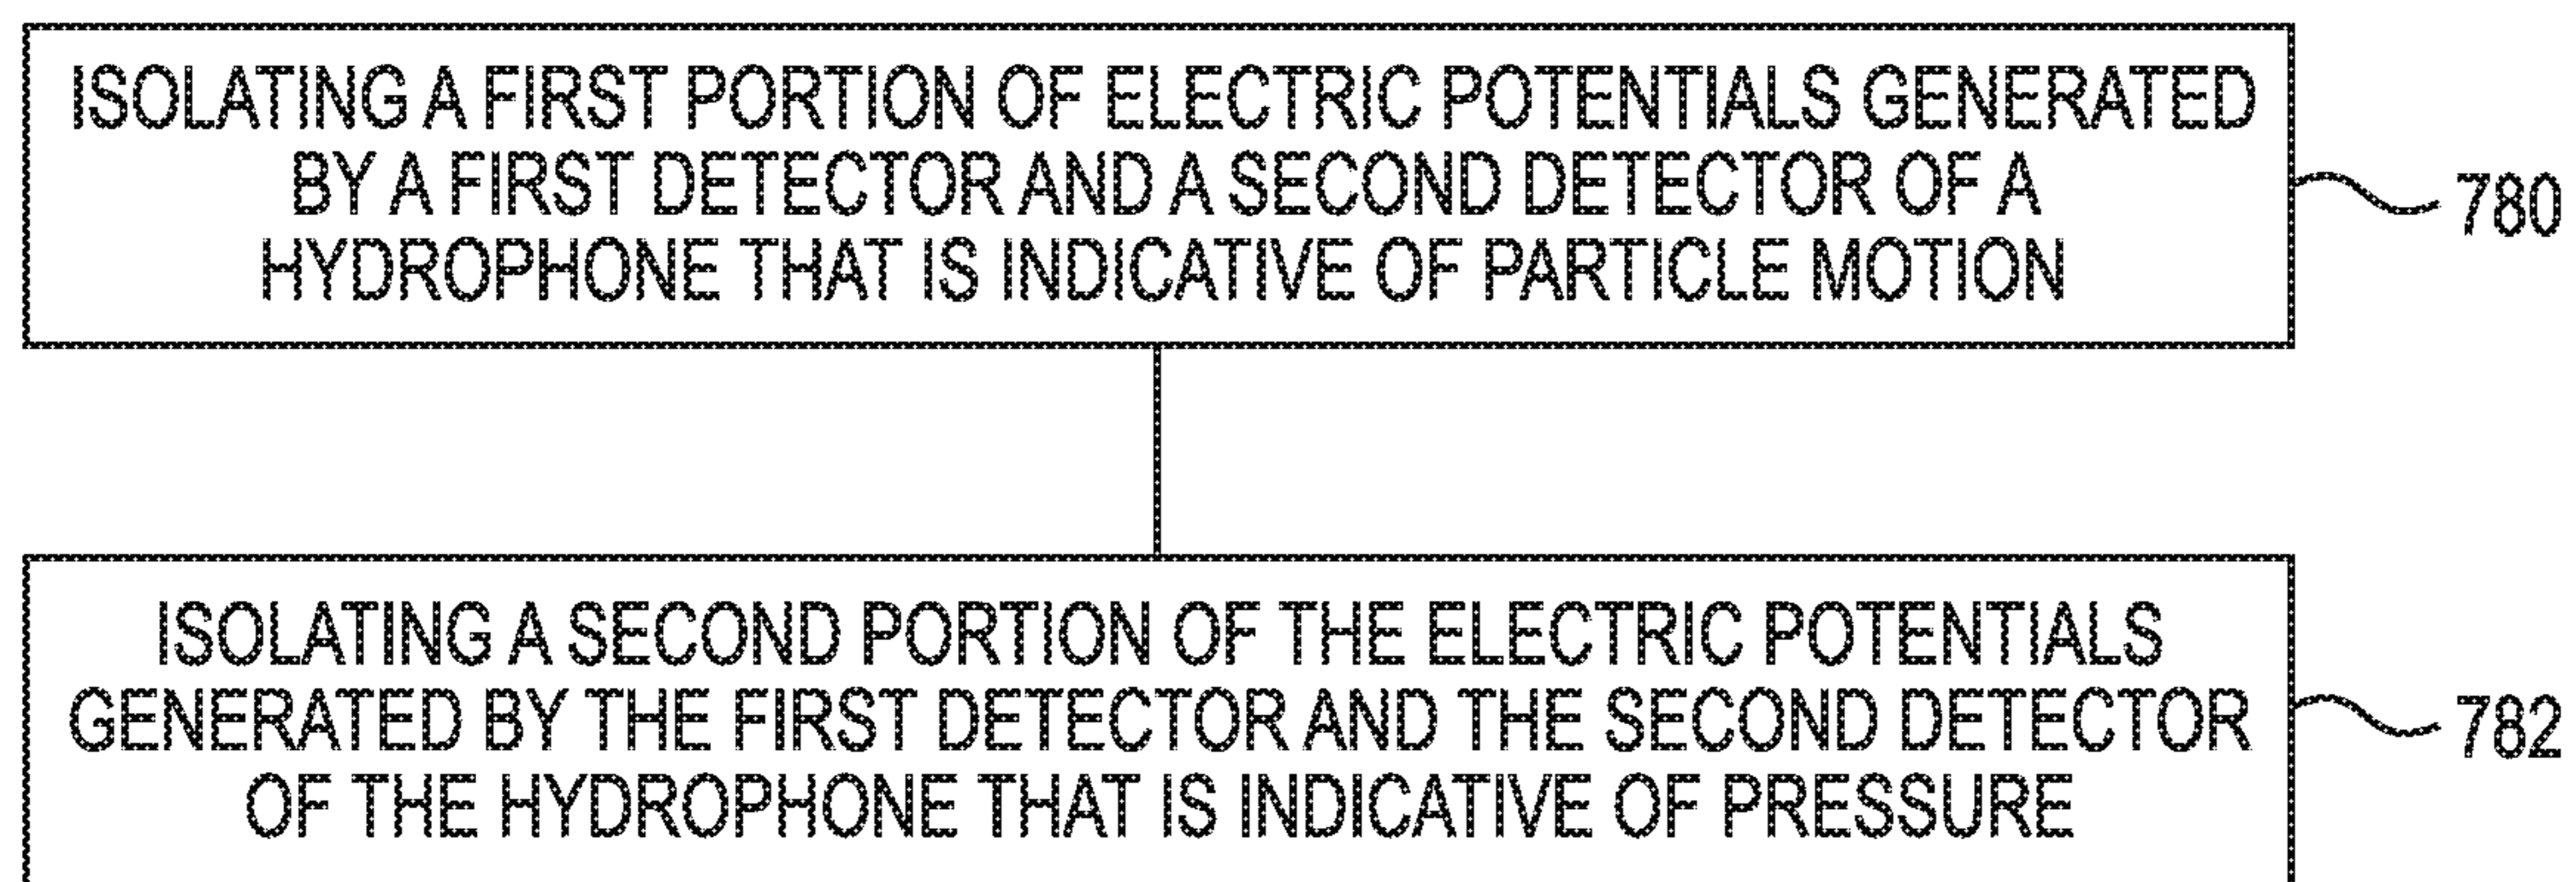 ISOLATING A FIRST PORTION OF ELECTRIC POTENTIALS GENERATED
BY A FIRST DETECTOR AND A SECOND DETECTOR OF A
HYDROPHONE THAT IS INDICATIVE OF PARTICLE MOTION
780
ISOLATING A SECOND PORTION OF THE ELECTRIC POTENTIALS
GENERATED BY THE FIRST DETECTOR AND THE SECOND DETECTOR
OF THE HYDROPHONE THAT IS INDICATIVE OF PRESSURE
782